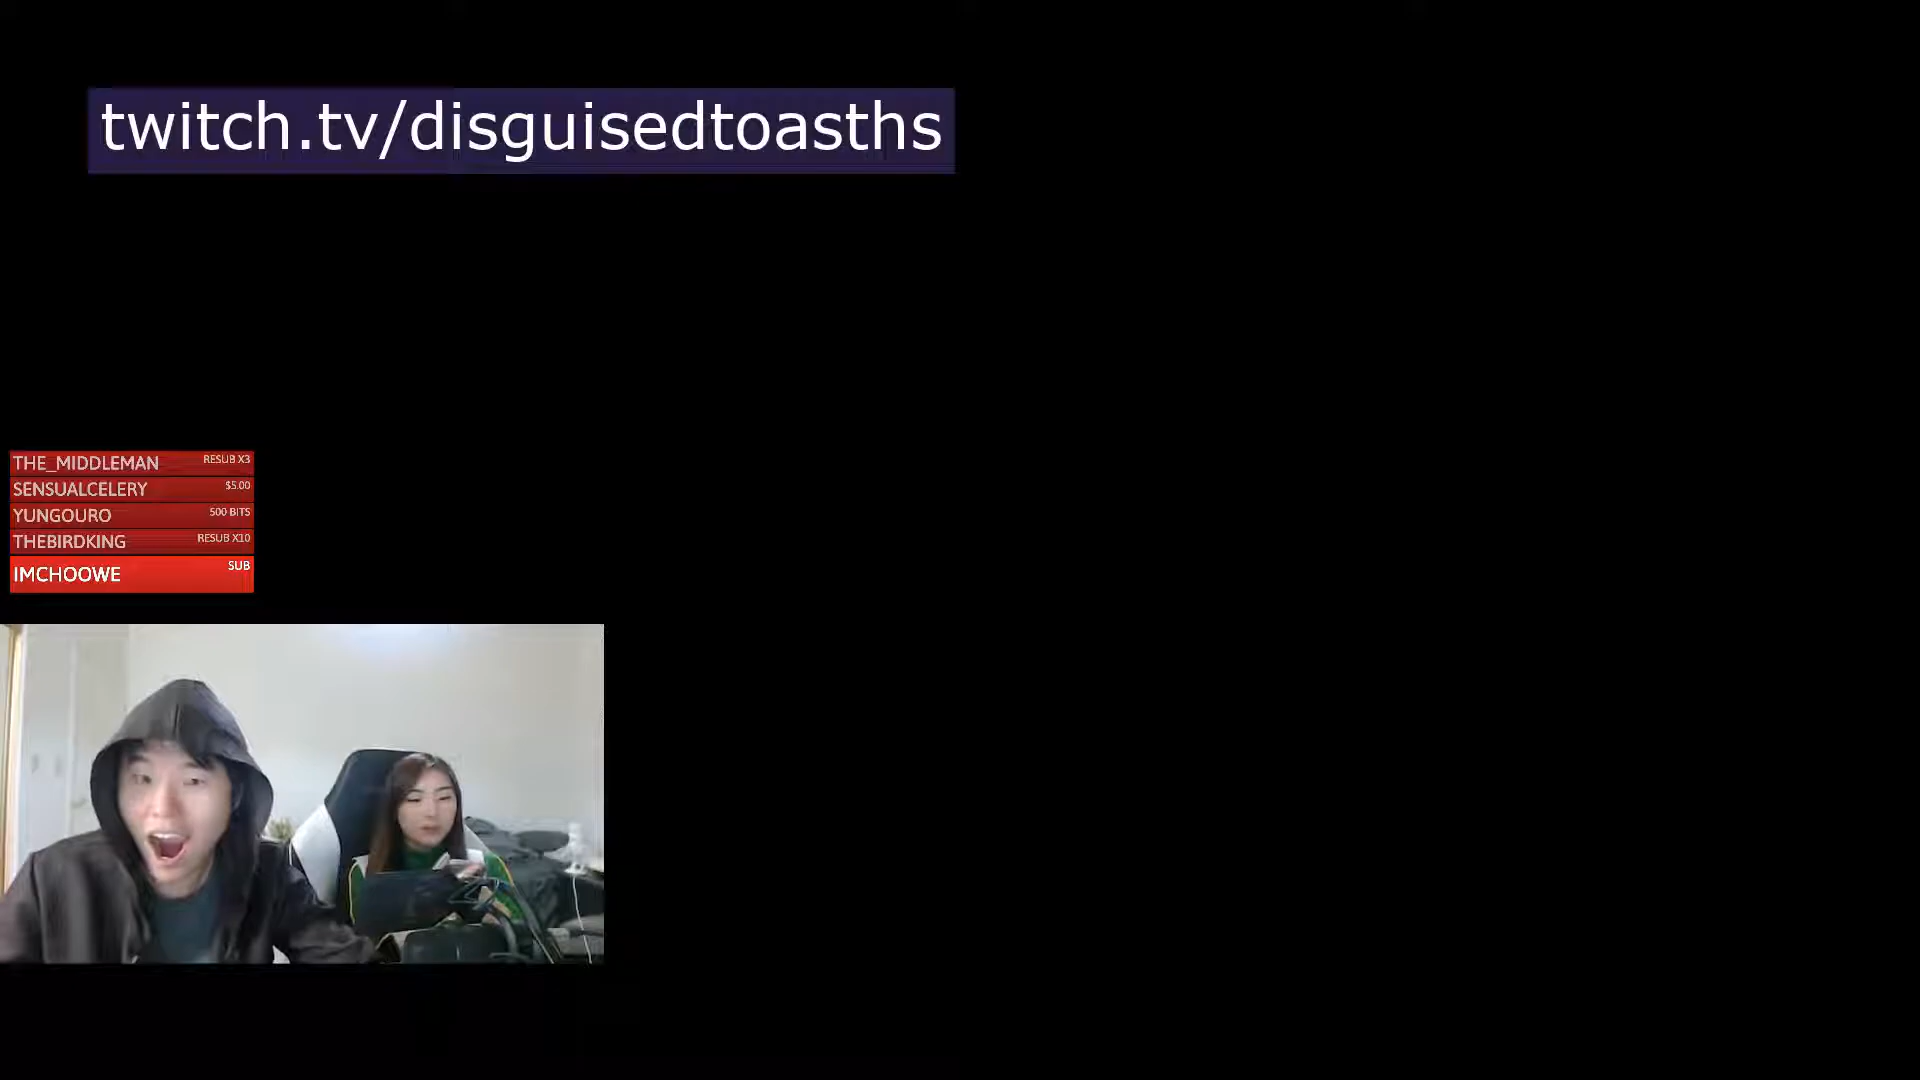 twitch.tv/disguisedtoasths
THE_MIDDLEMAN RESUB X3
SENSUALCELERY $5.00
YUNGOURO 500 BITS
THEBIRDKING RESUB X10
IMCHOOWE SUB